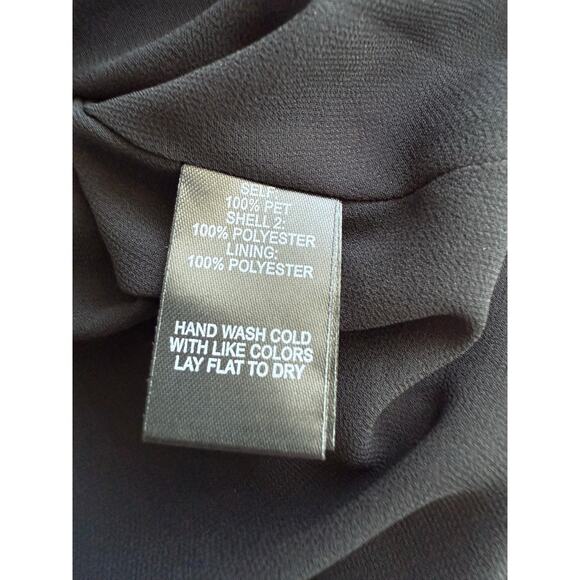 SELF:
100% PET
SHELL 2:
100% POLYESTER
LINING:
100% POLYESTER
HAND WASH COLD
WITH LIKE COLORS
LAY FLAT TO DRY